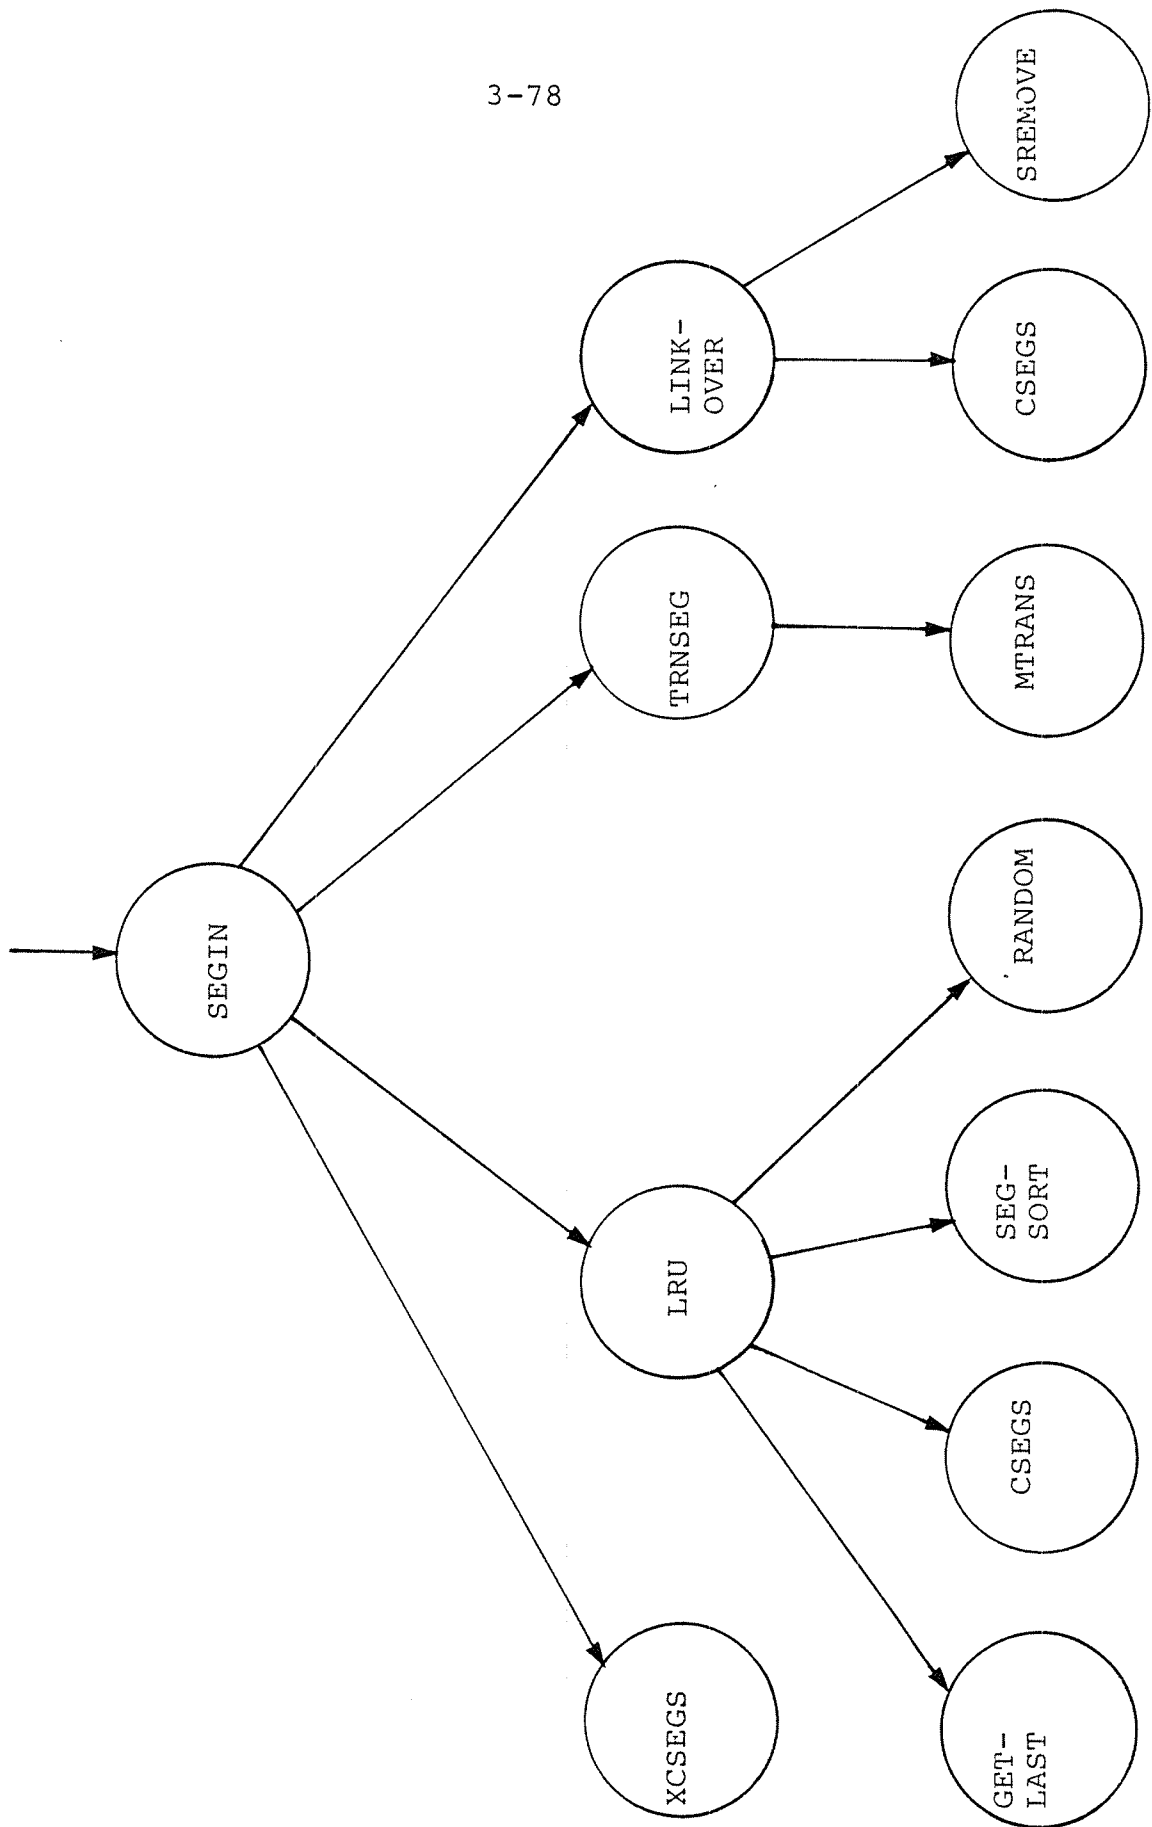 3-78
SEGIN
XCSEGS
LRU
TRNSEG
LINK-
OVER
GET-
LAST
CSEGS
SEG-
SORT
RANDOM
MTRANS
CSEGS
SREMOVE